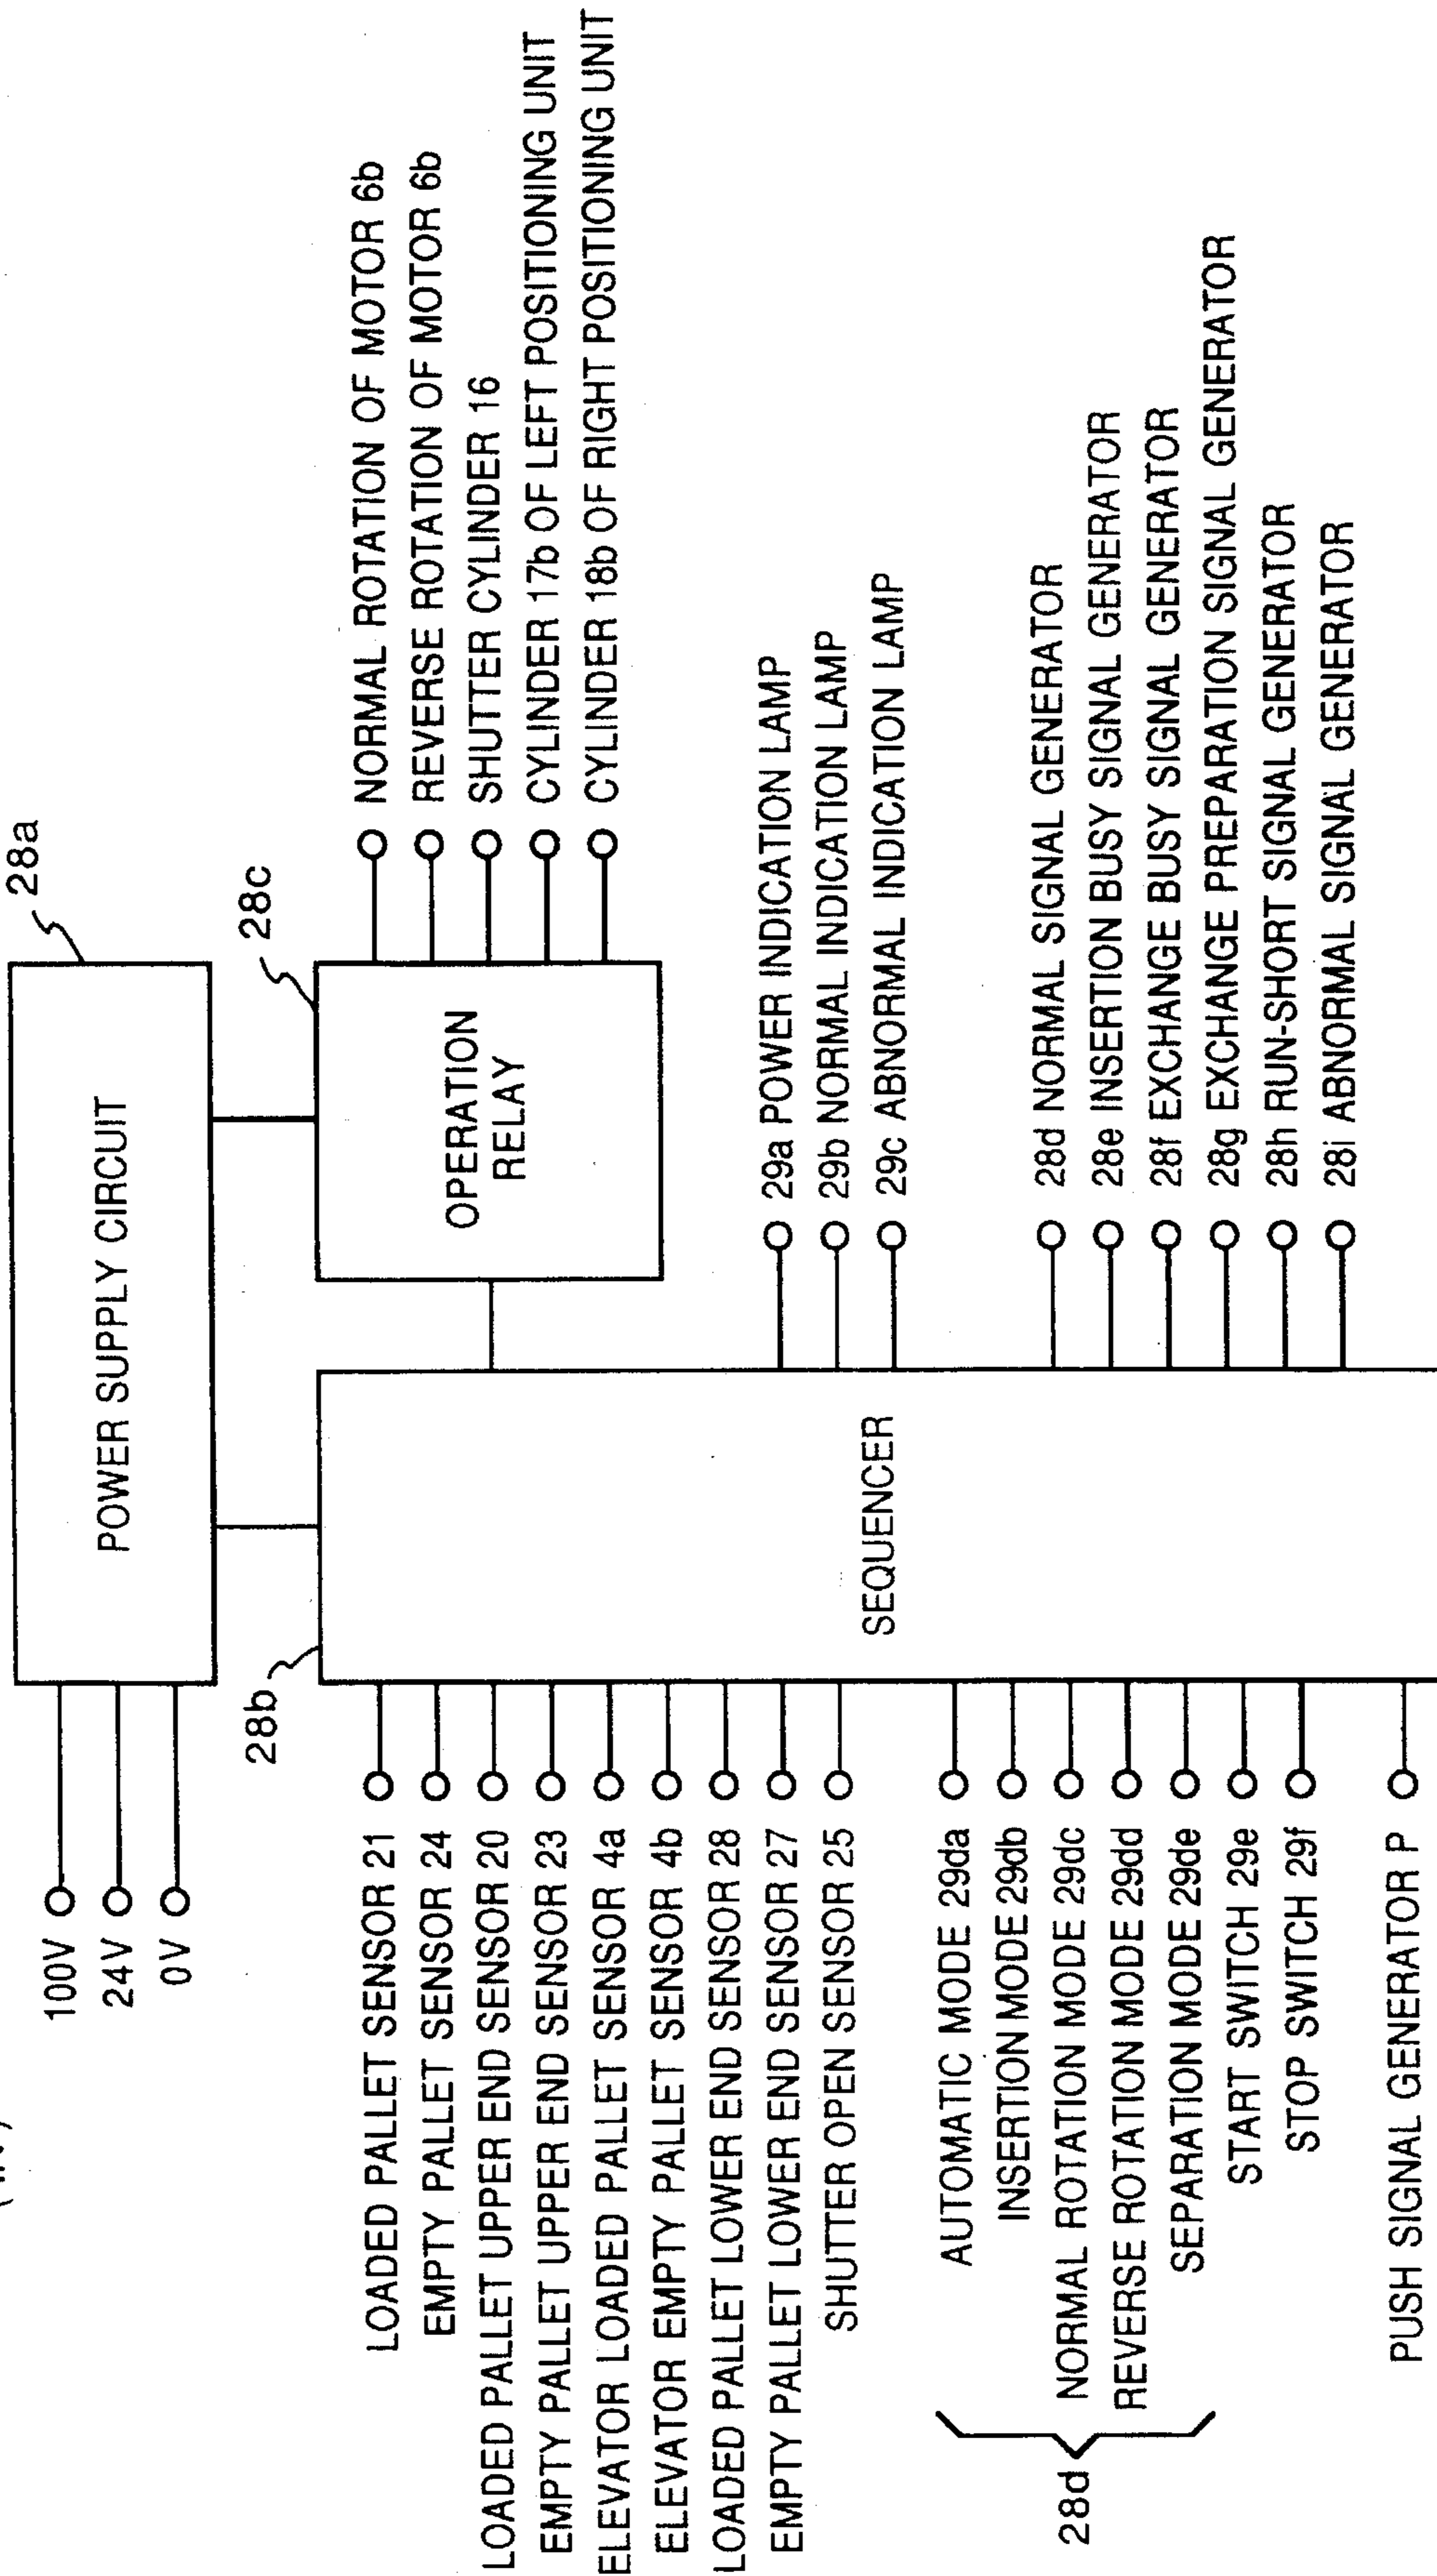 100V
24V
0V
POWER SUPPLY CIRCUIT
28a
28b
28c
LOADED PALLET SENSOR 21
EMPTY PALLET SENSOR 24
LOADED PALLET UPPER END SENSOR 20
EMPTY PALLET UPPER END SENSOR 23
ELEVATOR LOADED PALLET SENSOR 4a
ELEVATOR EMPTY PALLET SENSOR 4b
LOADED PALLET LOWER END SENSOR 28
EMPTY PALLET LOWER END SENSOR 27
SHUTTER OPEN SENSOR 25
28d
AUTOMATIC MODE 29da
INSERTION MODE 29db
NORMAL ROTATION MODE 29dc
REVERSE ROTATION MODE 29dd
SEPARATION MODE 29de
START SWITCH 29e
STOP SWITCH 29f
PUSH SIGNAL GENERATOR P
SEQUENCER
OPERATION
RELAY
NORMAL ROTATION OF MOTOR 6b
REVERSE ROTATION OF MOTOR 6b
SHUTTER CYLINDER 16
CYLINDER 17b OF LEFT POSITIONING UNIT
CYLINDER 18b OF RIGHT POSITIONING UNIT
29a POWER INDICATION LAMP
29b NORMAL INDICATION LAMP
29c ABNORMAL INDICATION LAMP
28d NORMAL SIGNAL GENERATOR
28e INSERTION BUSY SIGNAL GENERATOR
28f EXCHANGE BUSY SIGNAL GENERATOR
28g EXCHANGE PREPARATION SIGNAL GENERATOR
28h RUN-SHORT SIGNAL GENERATOR
28i ABNORMAL SIGNAL GENERATOR